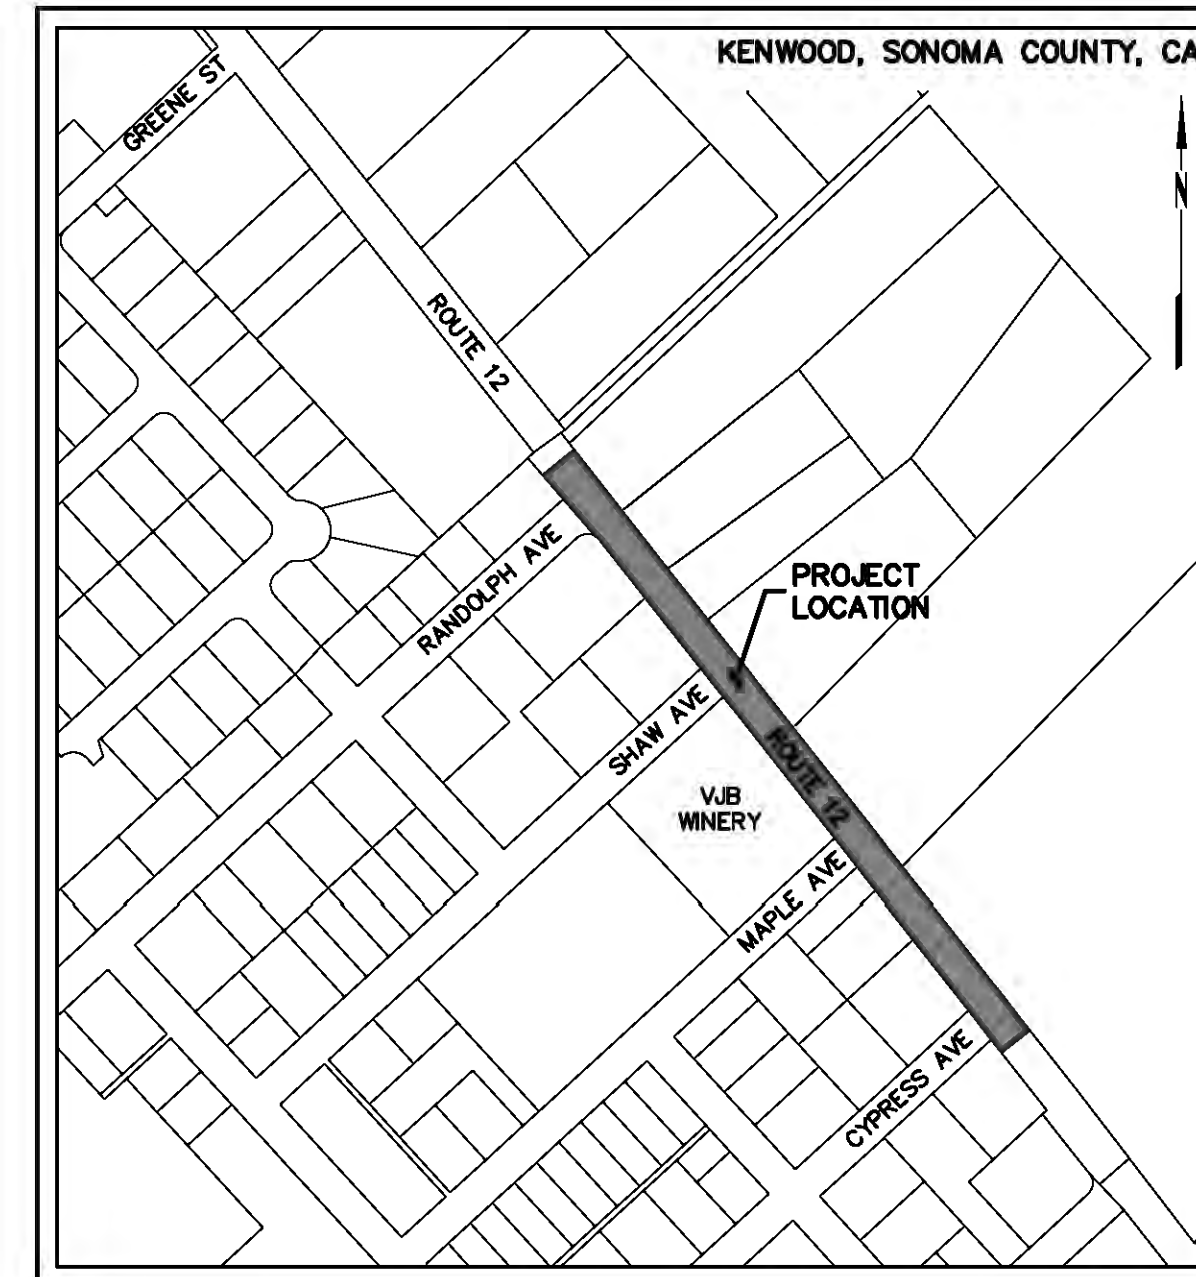 KENWOOD, SONOMA COUNTY, CA
GREENE ST
N
ROUTE 12
RANDOLPH AVE
PROJECT
LOCATION
SHAW AVE
ROUTE 12
VJB
WINERY
MAPLE AVE
CYPRESS AVE